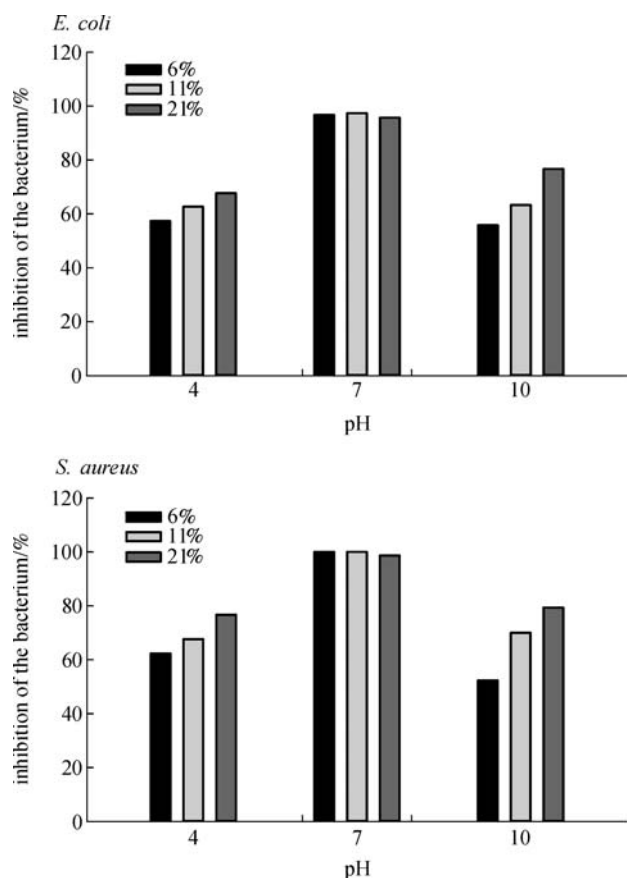 E. coli
120
100
80
60
40
20
0
6%
11%
21%
inhibition of the bacterium/%
4 7 10
pH
S. aureus
120
100
80
60
40
20
0
6%
11%
21%
inhibition of the bacterium/%
4 7 10
pH